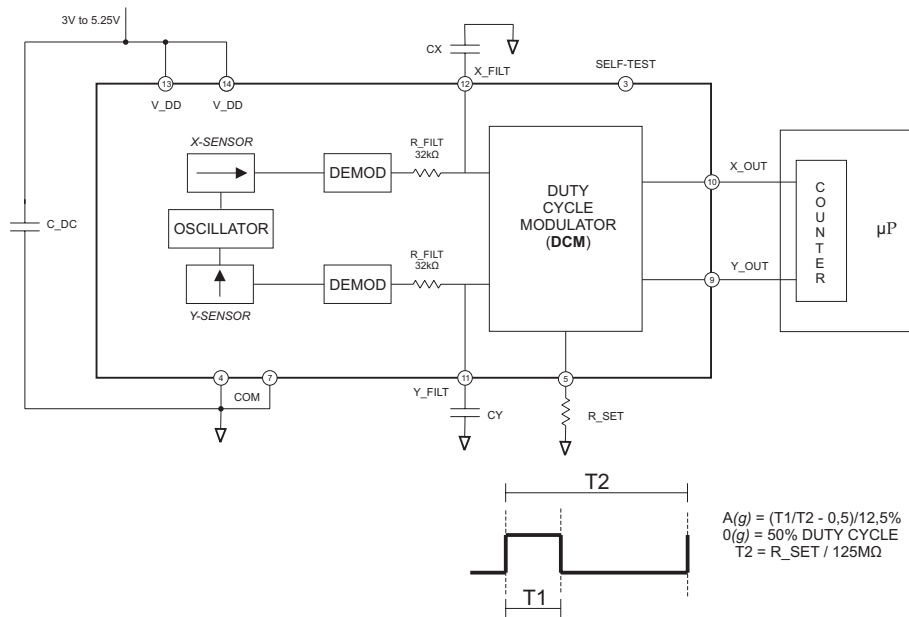 3V to 5.25V
CX
X_FILT
SELF-TEST
13
14
12
3
V_DD
V_DD
X-SENSOR
R_FILT
32kΩ
DEMOD
OSCILLATOR
DUTY
CYCLE
MODULATOR
(DCM)
X_OUT
10
COUNTER
µP
C_DC
R_FILT
32kΩ
DEMOD
Y-SENSOR
Y_OUT
9
4
7
11
5
COM
Y_FILT
CY
R_SET
T2
A(g) = (T1/T2 - 0,5)/12,5%
0(g) = 50% DUTY CYCLE
T2 = R_SET / 125MΩ
T1